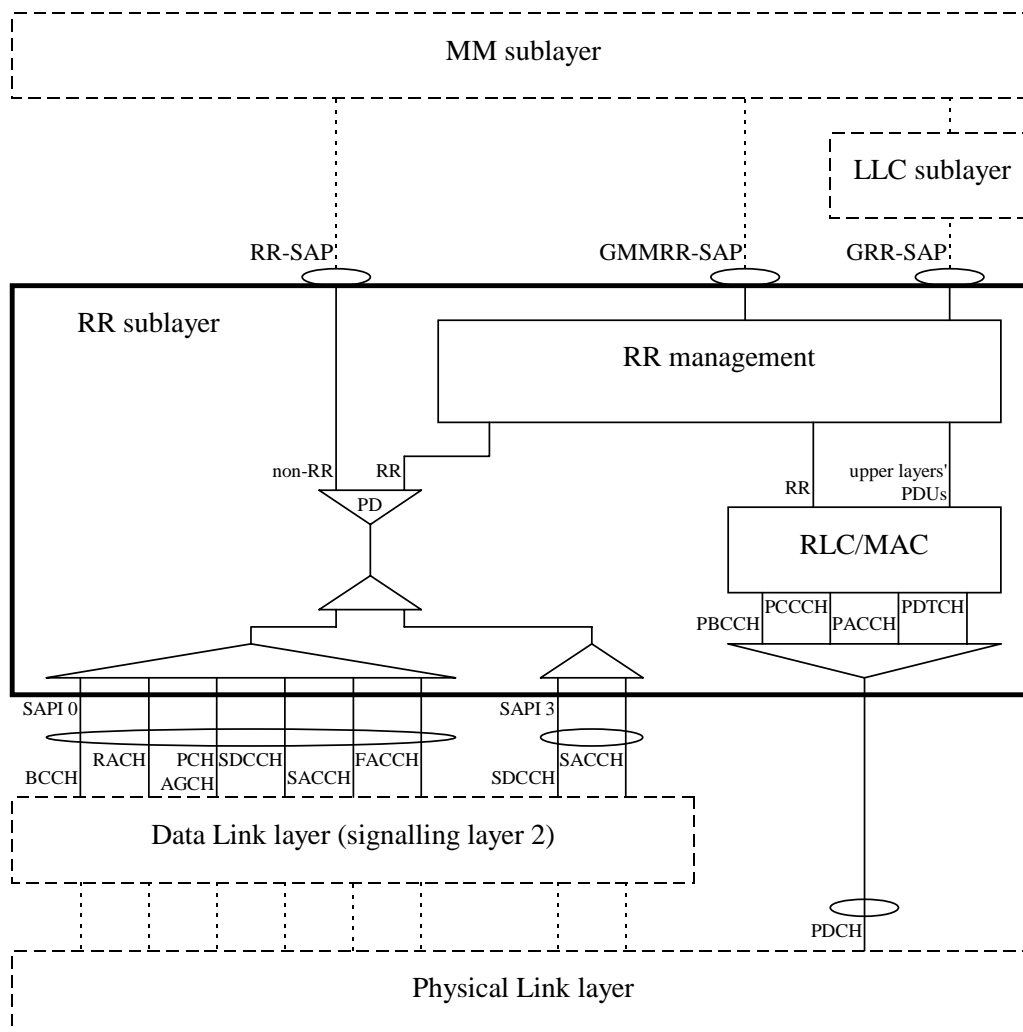 MM sublayer
LLC sublayer
RR-SAP
GMMRR-SAP
GRR-SAP
RR sublayer
RR management
non-RR
RR
PD
RR
upper layers'
PDUs
RLC/MAC
PBCCH
PCCCH
PACCH
PDTCH
SAPI 0
SAPI 3
BCCH
RACH
PCH
AGCH
SDCCH
SACCH
FACCH
SDCCH
SACCH
Data Link layer (signalling layer 2)
PDCH
Physical Link layer